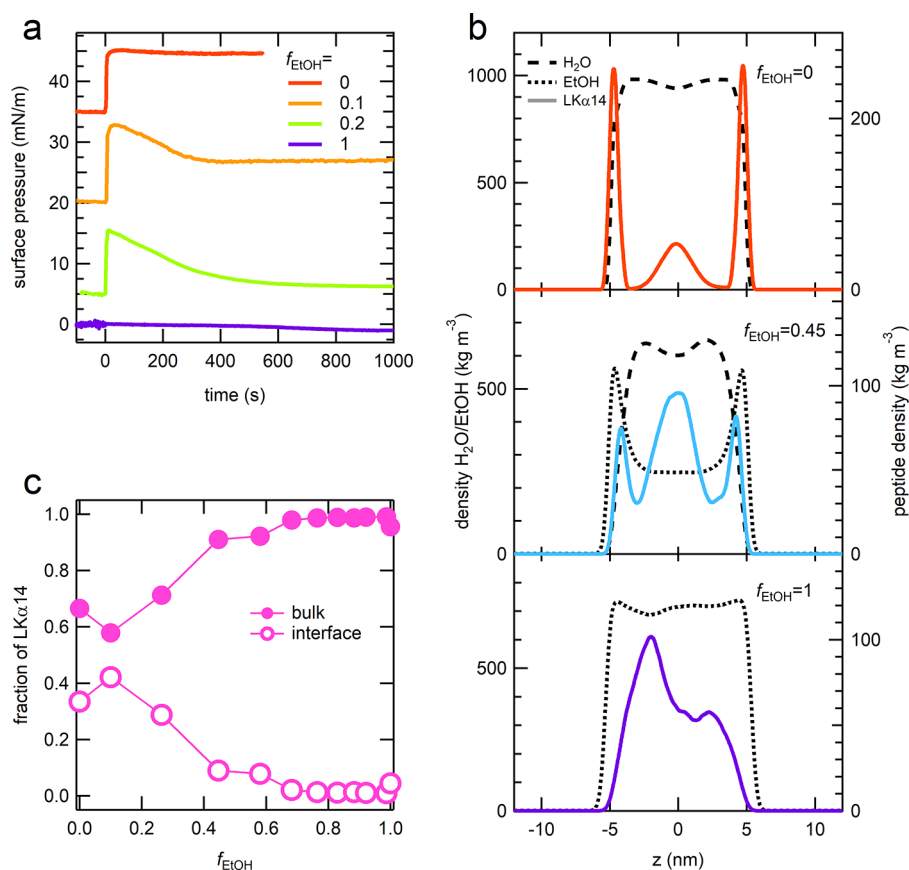 a
surface pressure (mN/m)
40
30
20
10
0
fEtOH=
0
0.1
0.2
1
0
200
400
600
800
1000
time (s)
b
1000
500
0
H2O
EtOH
LKα14
fEtOH=0
200
0
500
0
fEtOH=0.45
100
0
500
0
fEtOH=1
100
0
density H2O/EtOH (kg m-3)
peptide density (kg m-3)
-10
-5
0
5
10
z (nm)
c
fraction of LKα14
1.0
0.8
0.6
0.4
0.2
0.0
bulk
interface
0.0
0.2
0.4
0.6
0.8
1.0
fEtOH